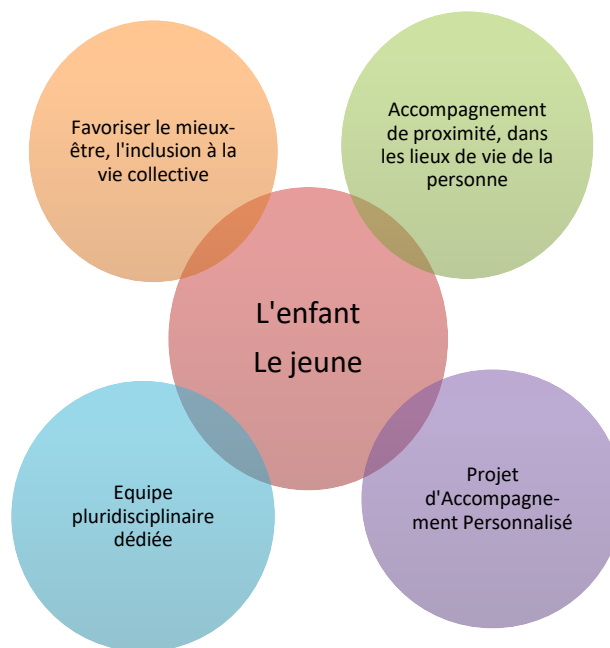 Favoriser le mieux-
être, l'inclusion à la
vie collective
Accompagnement
de proximité, dans
les lieux de vie de la
personne
L'enfant
Le jeune
Equipe
pluridisciplinaire
dédiée
Projet
d'Accompagne-
ment Personnalisé